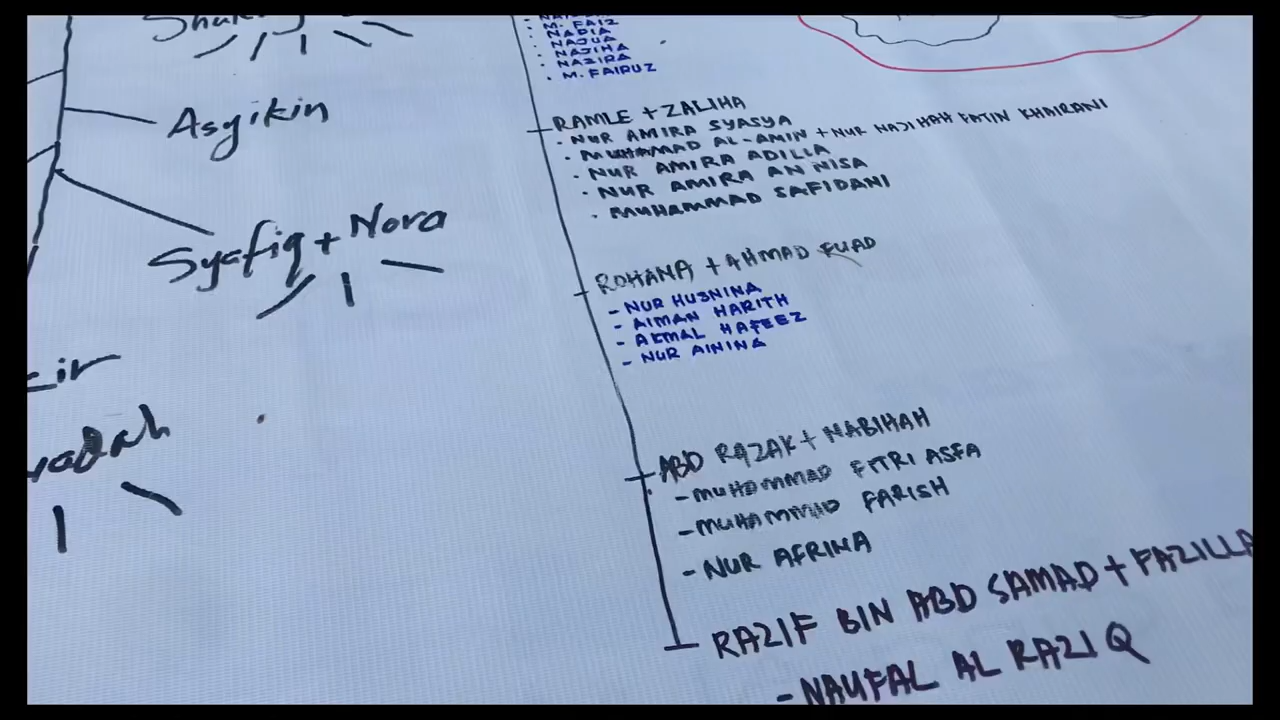 Asyikin
Syafiq + Nora
M. FAIZ
NADIA
NAJUA
NAJIHA
NAZIRA
M. FAIRUZ
RAMLE + ZALIHA
NUR AMIRA SYASYA
MUHAMAD AL-AMIN + NUR NAJIHAH FATIN KHAIRANI
NUR AMIRA ADILLA
NUR AMIRA AN NISA
MUHAMMAD SAFIDANI
ROHANA + AHMAD FUAD
- NUR HUSNINA
- AIMAN HARITH
- AKMAL HAFEEZ
- NUR AININA
ABD RAZAK + NABIHAH
- MUHAMMAD FITRI ASFA
- MUHAMMAD FARISH
- NUR AFRINA
RAZIF BIN ABD SAMAD + FAZILLA
- NAUFAL AL RAZIQ